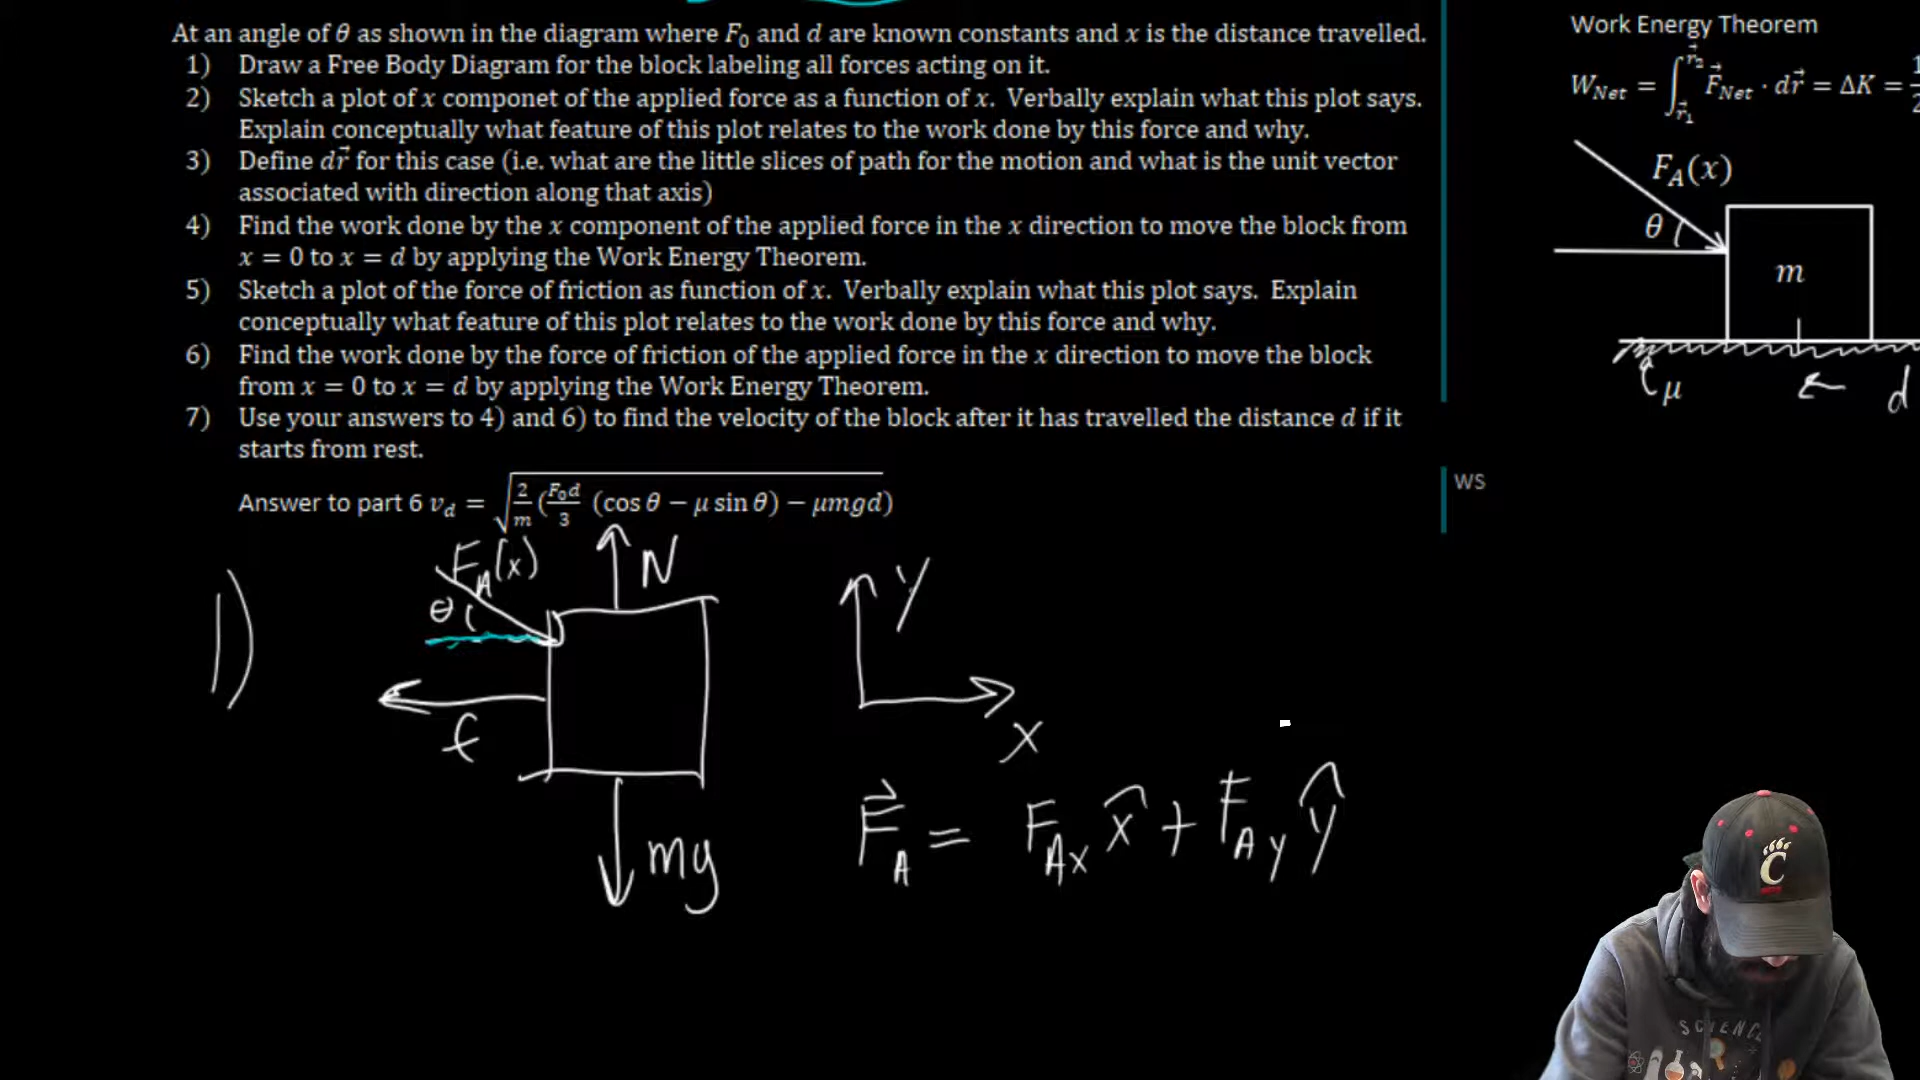 At an angle of θ as shown in the diagram where F₀ and d are known constants and x is the distance travelled.
1) Draw a Free Body Diagram for the block labeling all forces acting on it.
2) Sketch a plot of x componet of the applied force as a function of x. Verbally explain what this plot says.
Explain conceptually what feature of this plot relates to the work done by this force and why.
3) Define dr⃗ for this case (i.e. what are the little slices of path for the motion and what is the unit vector
associated with direction along that axis)
4) Find the work done by the x component of the applied force in the x direction to move the block from
x = 0 to x = d by applying the Work Energy Theorem.
5) Sketch a plot of the force of friction as function of x. Verbally explain what this plot says. Explain
conceptually what feature of this plot relates to the work done by this force and why.
6) Find the work done by the force of friction of the applied force in the x direction to move the block
from x = 0 to x = d by applying the Work Energy Theorem.
7) Use your answers to 4) and 6) to find the velocity of the block after it has travelled the distance d if it
starts from rest.
Answer to part 6 v_d = √(2/m (F₀d/3 (cos θ − μ sin θ) − μmgd)
Work Energy Theorem
W_Net = ∫_{r⃗₁}^{r⃗₂} F⃗_Net · dr⃗ = ΔK = 1/2
F_A(x)
θ
m
μ
d
WS
1)
F_A(x)
θ
N
f
mg
y
x
F⃗_A = F_Ax x̂ + F_Ay ŷ
C
SCIENCE